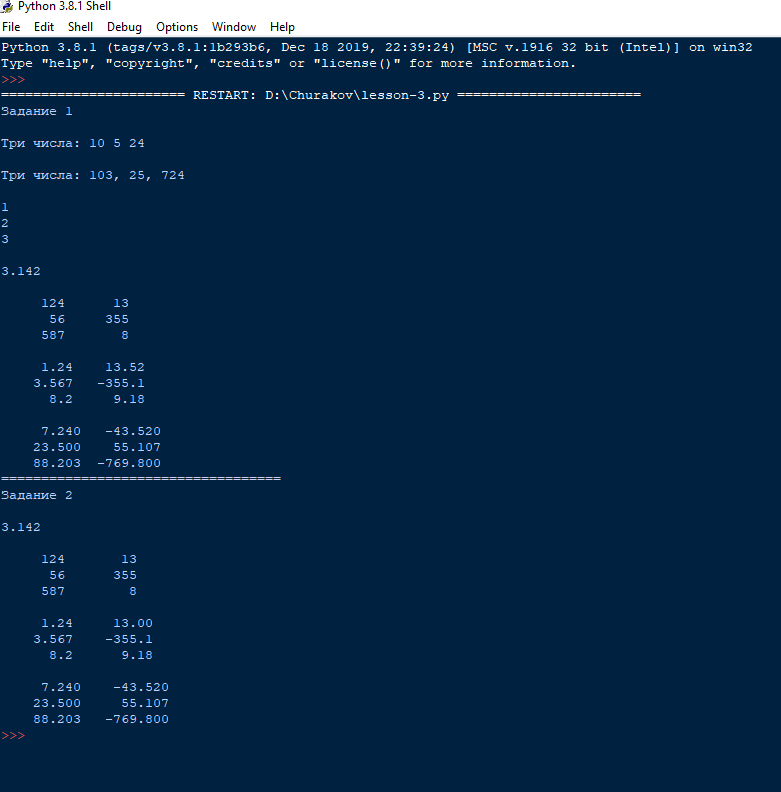 Python 3.8.1 Shell
File Edit Shell Debug Options Window Help
Python 3.8.1 (tags/v3.8.1:1b293b6, Dec 18 2019, 22:39:24) [MSC v.1916 32 bit (Intel)] on win32
Type "help", "copyright", "credits" or "license()" for more information.
>>>
======================= RESTART: D:\Churakov\lesson-3.py =======================
Задание 1
Три числа: 10 5 24
Три числа: 103, 25, 724
1
2
3
3.142
     124      13
      56     355
     587       8
     1.24    13.52
    3.567   -355.1
      8.2     9.18
     7.240   -43.520
    23.500    55.107
    88.203  -769.800
===================================
Задание 2
3.142
     124       13
      56      355
     587        8
     1.24     13.00
    3.567    -355.1
      8.2      9.18
     7.240    -43.520
    23.500     55.107
    88.203   -769.800
>>>